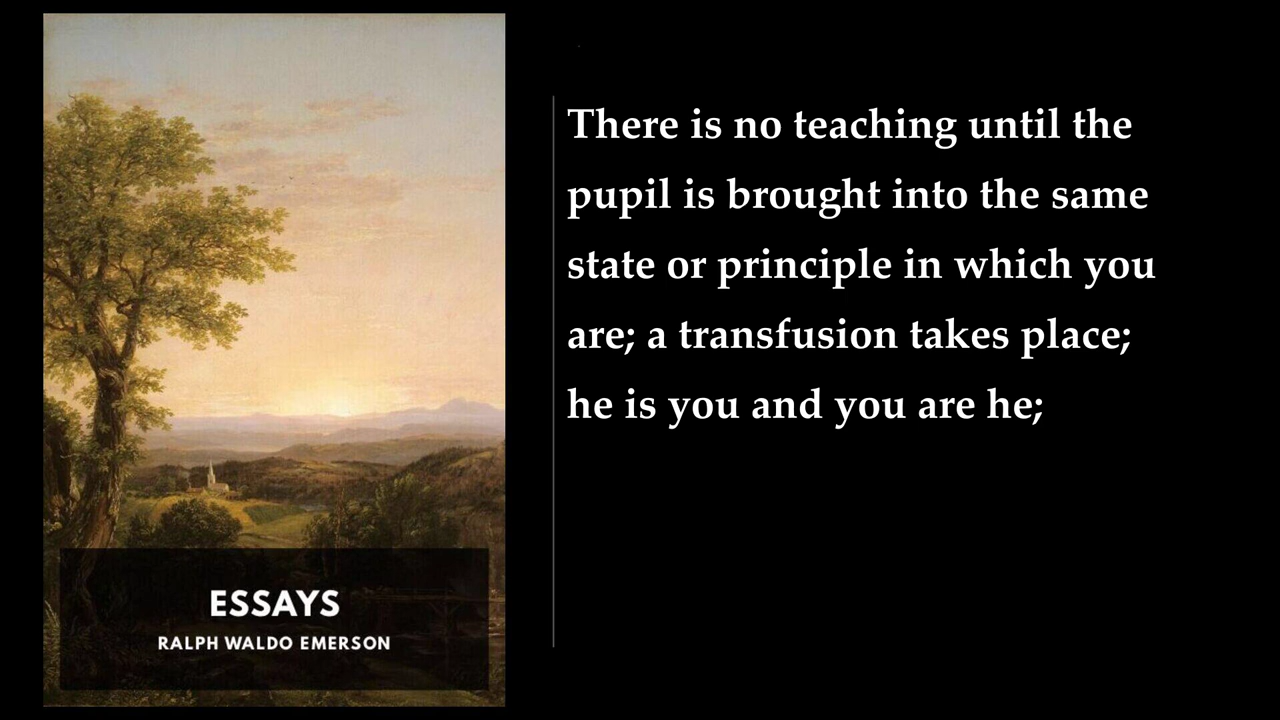 There is no teaching until the
pupil is brought into the same
state or principle in which you
are; a transfusion takes place;
he is you and you are he;
ESSAYS
RALPH WALDO EMERSON